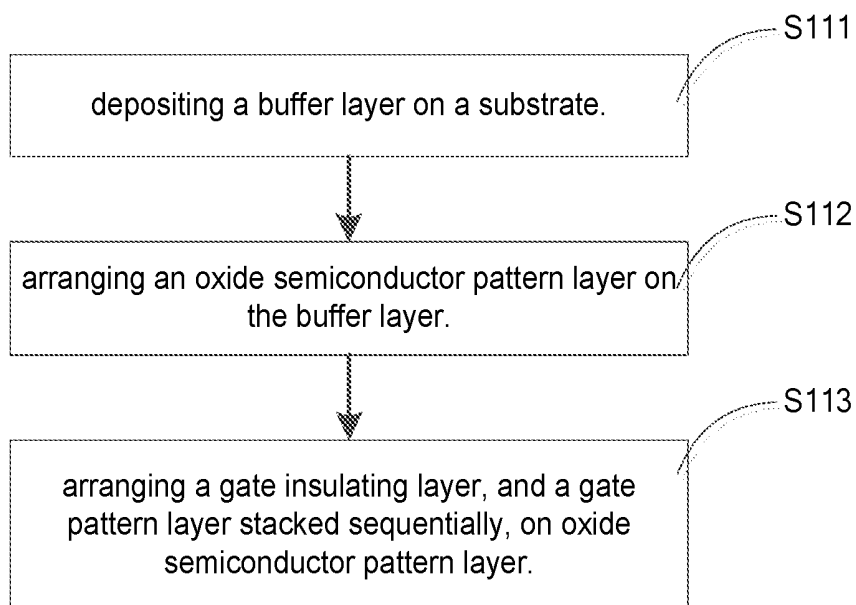 S111
depositing a buffer layer on a substrate.
S112
arranging an oxide semiconductor pattern layer on
the buffer layer.
S113
arranging a gate insulating layer, and a gate
pattern layer stacked sequentially, on oxide
semiconductor pattern layer.